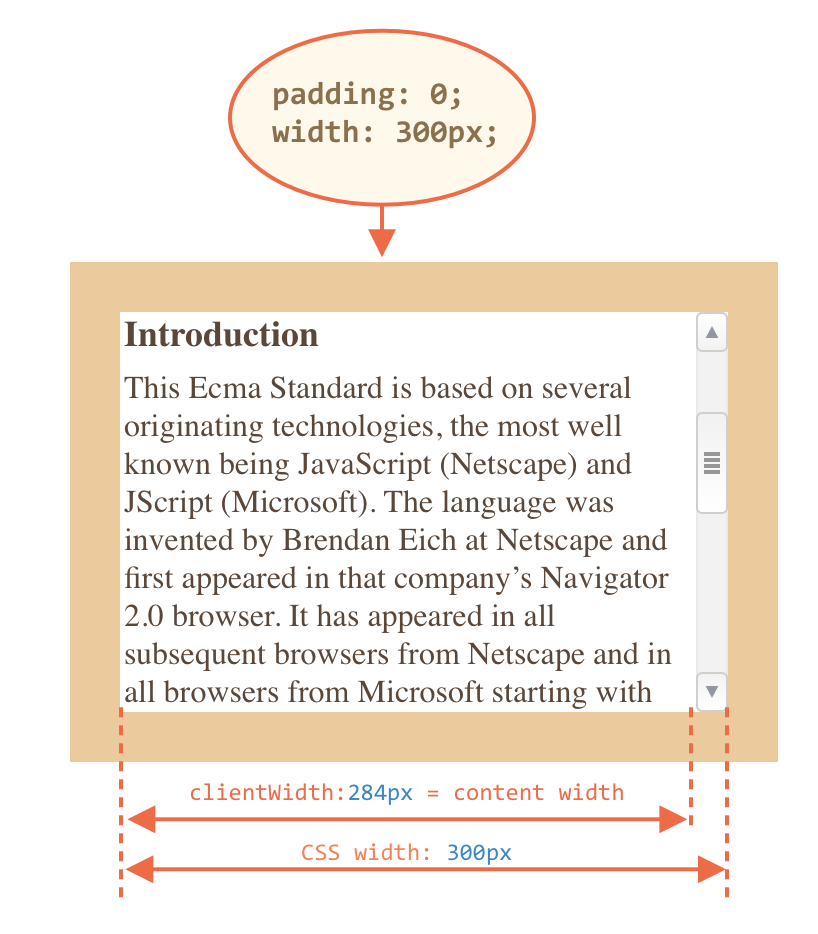 padding: 0;
width: 300px;
Introduction
This Ecma Standard is based on several
originating technologies, the most well
known being JavaScript (Netscape) and
JScript (Microsoft). The language was
invented by Brendan Eich at Netscape and
first appeared in that company’s Navigator
2.0 browser. It has appeared in all
subsequent browsers from Netscape and in
all browsers from Microsoft starting with
clientWidth:284px = content width
CSS width: 300px